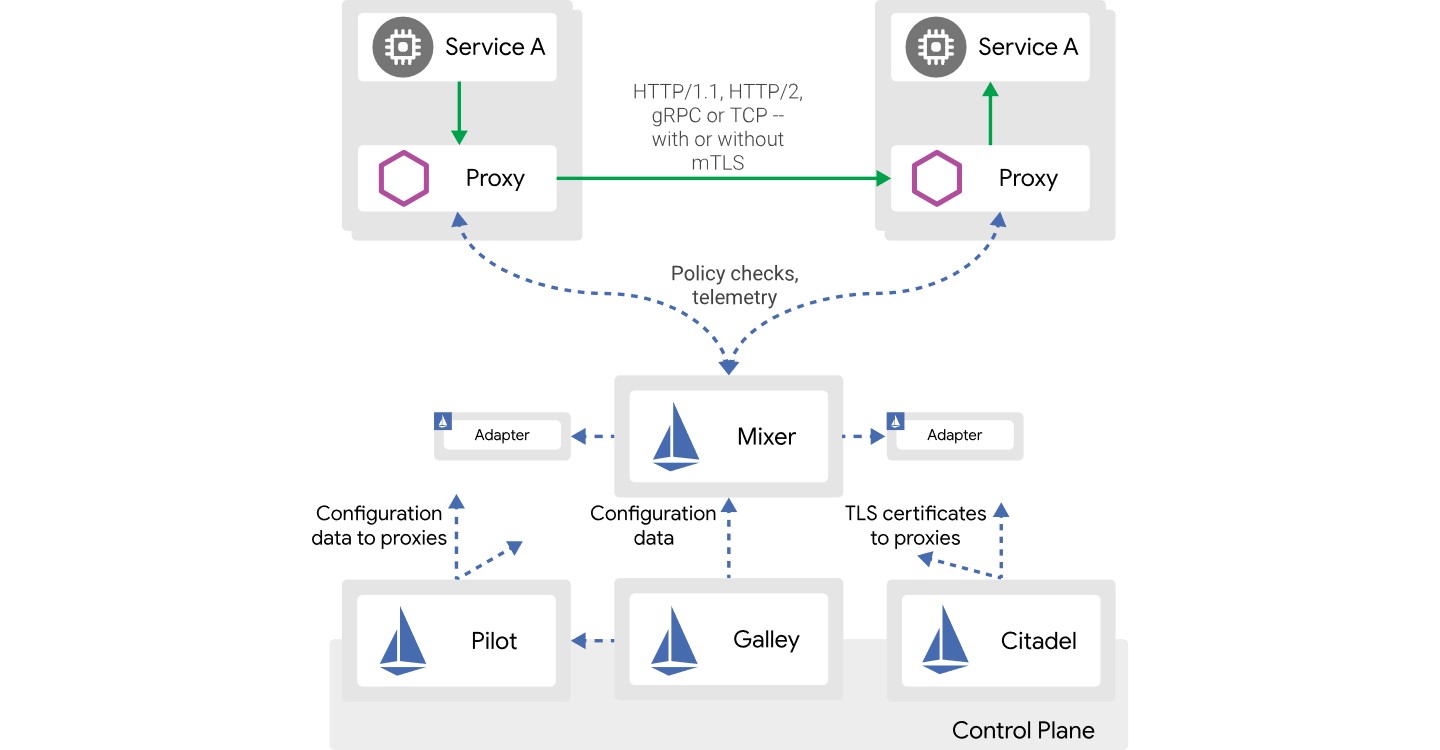 Service A
Service A
HTTP/1.1, HTTP/2,
gRPC or TCP --
with or without
mTLS
Proxy
Proxy
Policy checks,
telemetry
Adapter
Mixer
Adapter
Configuration
data to proxies
Configuration
data
TLS certificates
to proxies
Pilot
Galley
Citadel
Control Plane